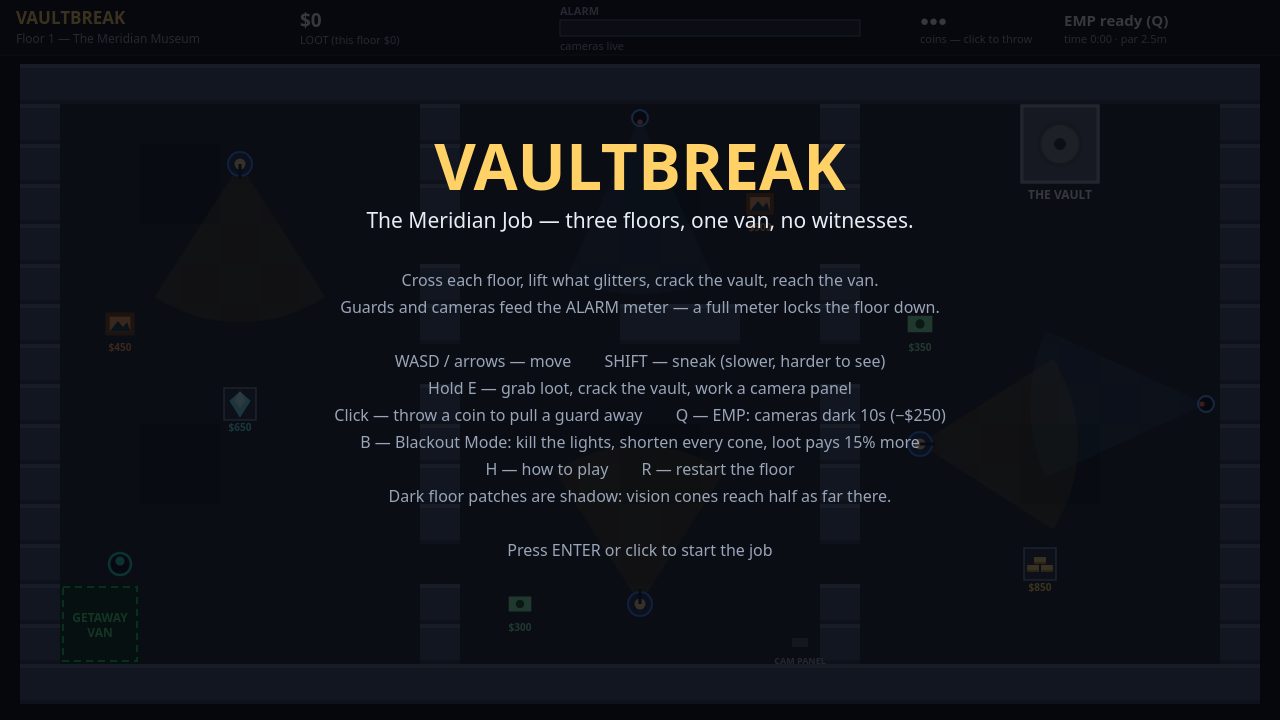 VAULTBREAK
Floor 1 — The Meridian Museum
$0
LOOT (this floor $0)
ALARM
cameras live
coins — click to throw
EMP ready (Q)
time 0:00 · par 2.5m
THE VAULT
VAULTBREAK
The Meridian Job — three floors, one van, no witnesses.
Cross each floor, lift what glitters, crack the vault, reach the van.
Guards and cameras feed the ALARM meter — a full meter locks the floor down.
$450
$350
WASD / arrows — move SHIFT — sneak (slower, harder to see)
Hold E — grab loot, crack the vault, work a camera panel
Click — throw a coin to pull a guard away Q — EMP: cameras dark 10s (−$250)
$650
B — Blackout Mode: kill the lights, shorten every cone, loot pays 15% more
H — how to play R — restart the floor
Dark floor patches are shadow: vision cones reach half as far there.
Press ENTER or click to start the job
$850
GETAWAY
VAN
$300
CAM PANEL